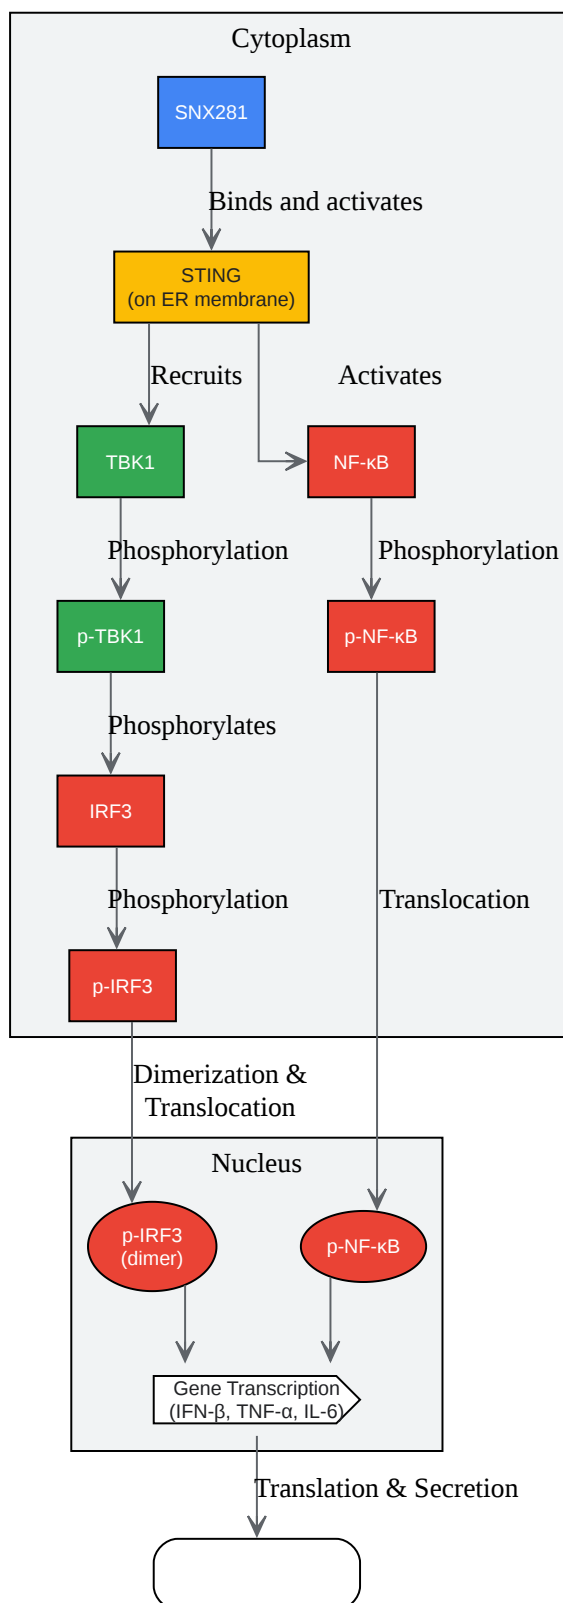 Cytoplasm
SNX281
Binds and activates
STING
(on ER membrane)
Recruits
Activates
TBK1
NF-κB
Phosphorylation
Phosphorylation
p-TBK1
p-NF-κB
Phosphorylates
IRF3
Phosphorylation
Translocation
p-IRF3
Dimerization &
Translocation
Nucleus
p-IRF3
(dimer)
p-NF-κB
Gene Transcription
(IFN-β, TNF-α, IL-6)
Translation & Secretion